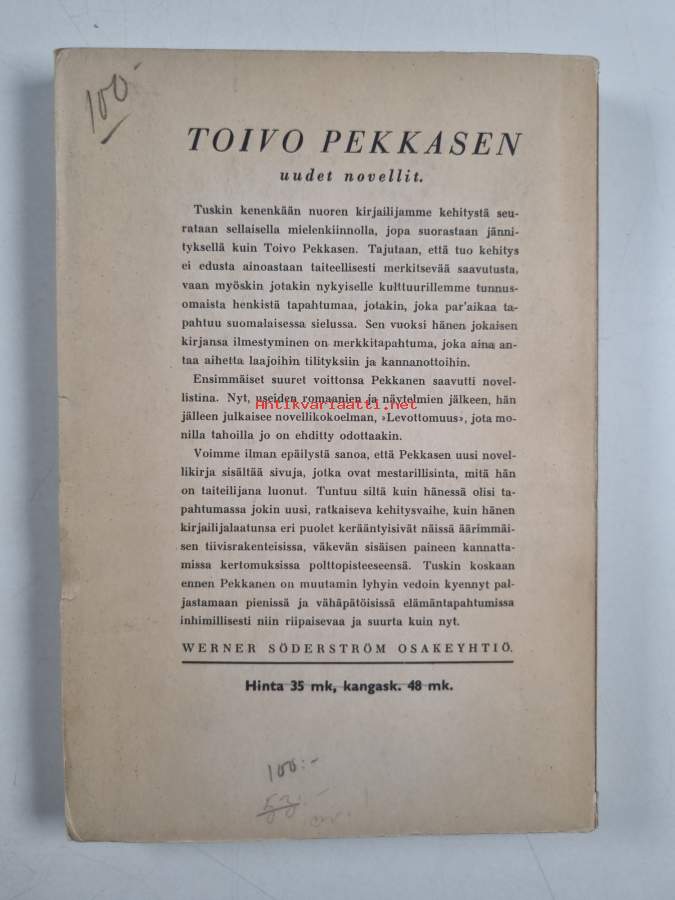 100.-
TOIVO PEKKASEN
uudet novellit.
Tuskin kenenkään nuoren kirjailijamme kehitystä seu-
rataan sellaisella mielenkiinnolla, jopa suorastaan jänni-
tyksellä kuin Toivo Pekkasen. Tajutaan, että tuo kehitys
ei edusta ainoastaan taiteellisesti merkitsevää saavutusta,
vaan myöskin jotakin nykyiselle kulttuurillemme tunnus-
omaista henkistä tapahtumaa, jotakin, joka par'aikaa ta-
pahtuu suomalaisessa sielussa. Sen vuoksi hänen jokaisen
kirjansa ilmestyminen on merkkitapahtuma, joka aina an-
taa aihetta laajoihin tilityksiin ja kannanottoihin.
Ensimmäiset suuret voittonsa Pekkanen saavutti novel-
listina. Nyt, useiden romaanien ja näytelmien jälkeen, hän
Antikvariaatti.net
jälleen julkaisee novellikokoelman, »Levottomuus», jota mo-
nilla tahoilla jo on ehditty odottaakin.
Voimme ilman epäilystä sanoa, että Pekkasen uusi novel-
likirja sisältää sivuja, jotka ovat mestarillisinta, mitä hän
on taiteilijana luonut. Tuntuu siltä kuin hänessä olisi ta-
pahtumassa jokin uusi, ratkaiseva kehitysvaihe, kuin hänen
kirjailijalaatunsa eri puolet kerääntyisivät näissä äärimmäi-
sen tiivisrakenteisissa, väkevän sisäisen paineen kannatta-
missa kertomuksissa polttopisteeseensä. Tuskin koskaan
ennen Pekkanen on muutamin lyhyin vedoin kyennyt pal-
jastamaan pienissä ja vähäpätöisissä elämäntapahtumissa
inhimillisesti niin riipaisevaa ja suurta kuin nyt.
WERNER SÖDERSTRÖM OSAKEYHTIÖ.
Hinta 35 mk, kangask. 48 mk.
100:-